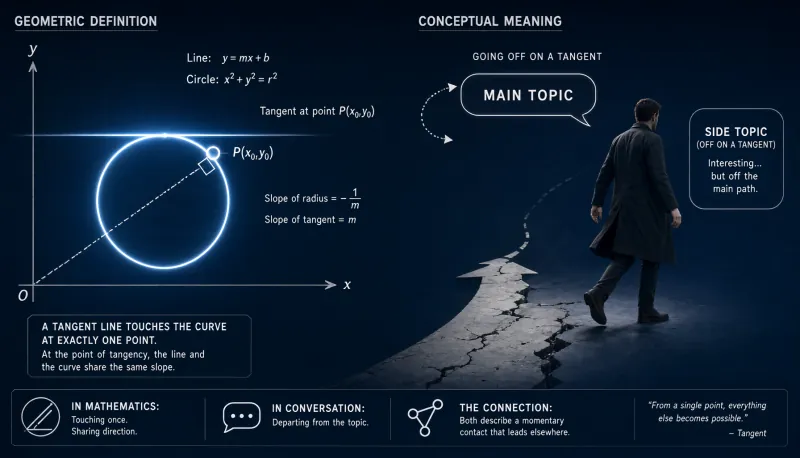 GEOMETRIC DEFINITION
y
Line: y = mx + b
Circle: x² + y² = r²
Tangent at point P(x₀,y₀)
P(x₀,y₀)
Slope of radius = − 1/m
Slope of tangent = m
O
x
A TANGENT LINE TOUCHES THE CURVE
AT EXACTLY ONE POINT.
At the point of tangency, the line and
the curve share the same slope.
CONCEPTUAL MEANING
GOING OFF ON A TANGENT
MAIN TOPIC
SIDE TOPIC
(OFF ON A TANGENT)
Interesting...
but off the
main path.
IN MATHEMATICS:
Touching once.
Sharing direction.
IN CONVERSATION:
Departing from the topic.
THE CONNECTION:
Both describe a momentary
contact that leads elsewhere.
"From a single point, everything
else becomes possible."
– Tangent